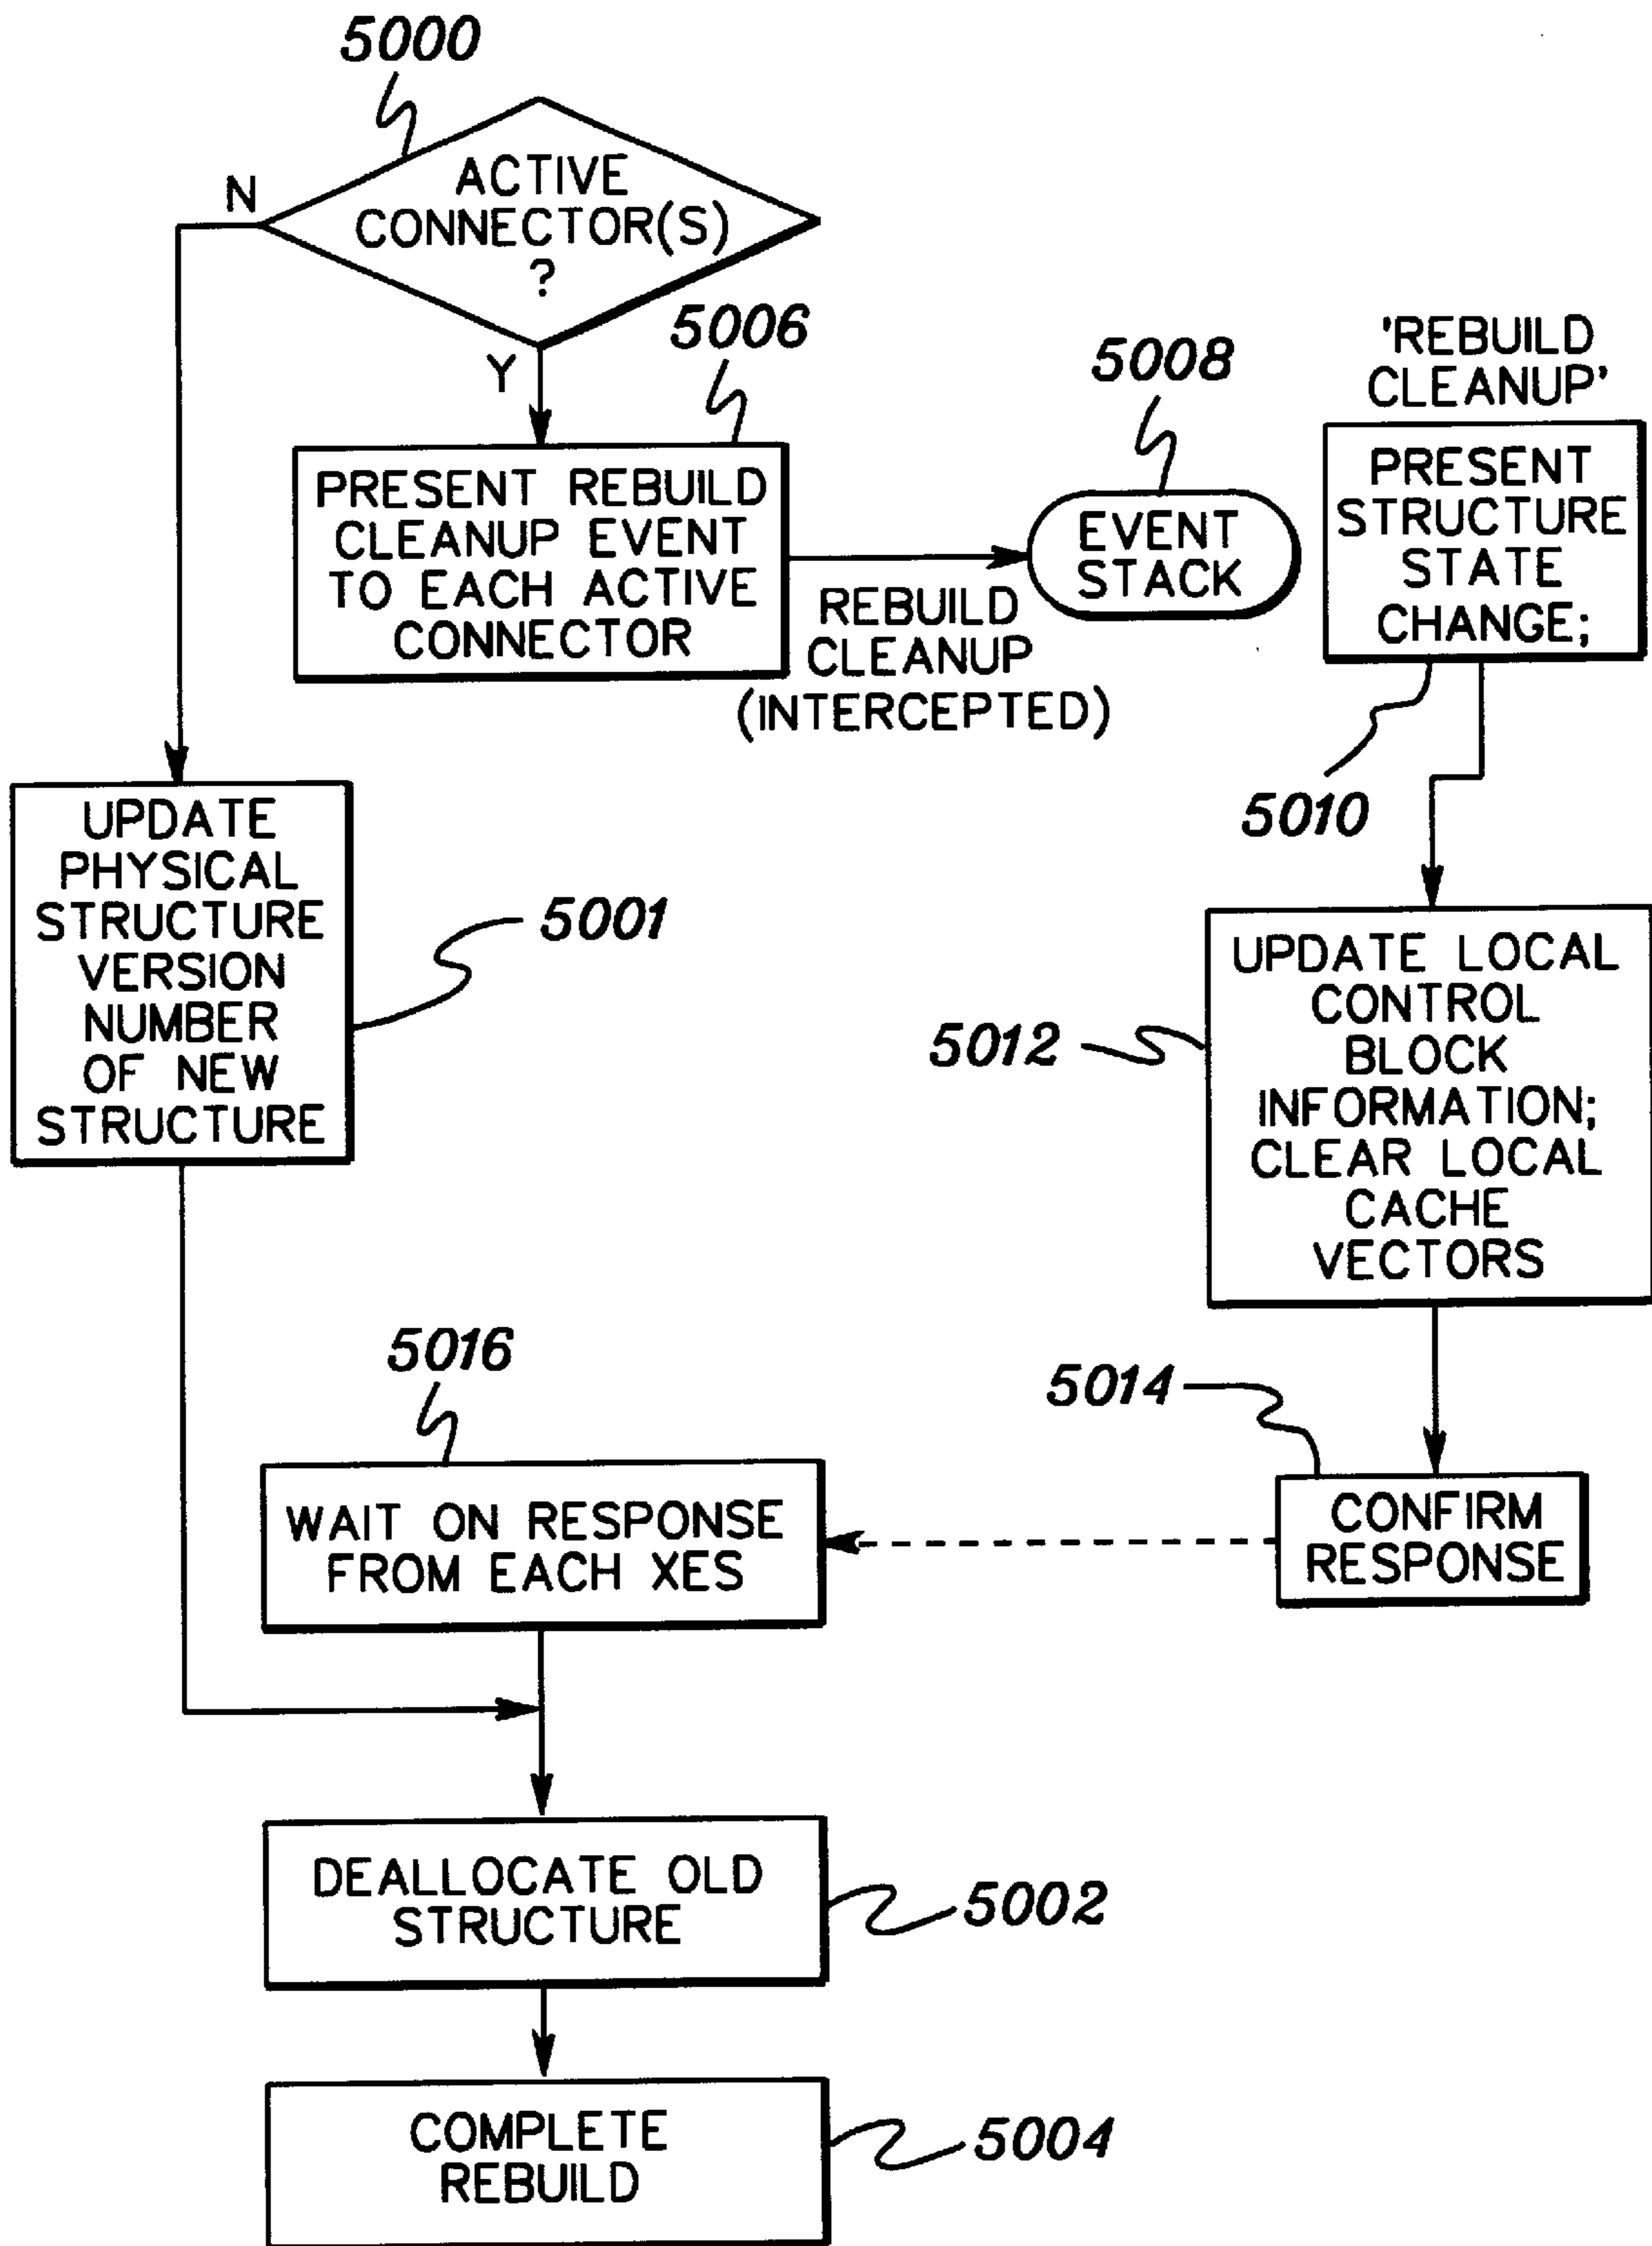 5000
ACTIVE
CONNECTOR(S)
?
N
Y
5006
PRESENT REBUILD
CLEANUP EVENT
TO EACH ACTIVE
CONNECTOR
5008
EVENT
STACK
REBUILD
CLEANUP
(INTERCEPTED)
'REBUILD
CLEANUP'
PRESENT
STRUCTURE
STATE
CHANGE;
5010
UPDATE
PHYSICAL
STRUCTURE
VERSION
NUMBER
OF NEW
STRUCTURE
5001
5012
UPDATE LOCAL
CONTROL
BLOCK
INFORMATION;
CLEAR LOCAL
CACHE
VECTORS
5016
WAIT ON RESPONSE
FROM EACH XES
5014
CONFIRM
RESPONSE
DEALLOCATE OLD
STRUCTURE
5002
COMPLETE
REBUILD
5004